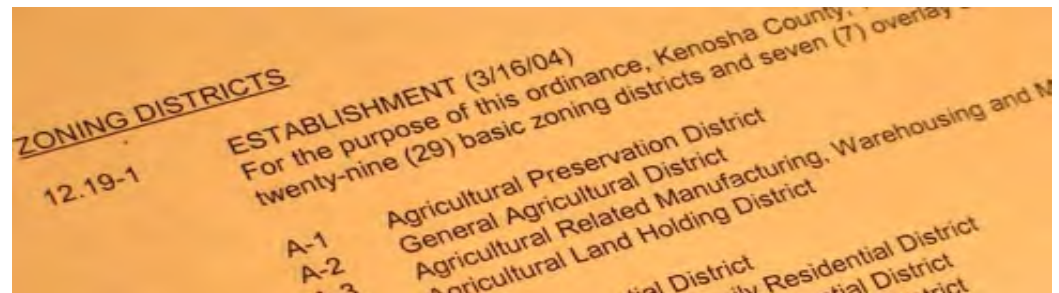 ZONING DISTRICTS
12.19-1 ESTABLISHMENT (3/16/04)
For the purpose of this ordinance, Kenosha County,
twenty-nine (29) basic zoning districts and seven (7) overlay
A-1 Agricultural Preservation District
A-2 General Agricultural District
Agricultural Related Manufacturing, Warehousing and
Agricultural Land Holding District
District
Residential District
District